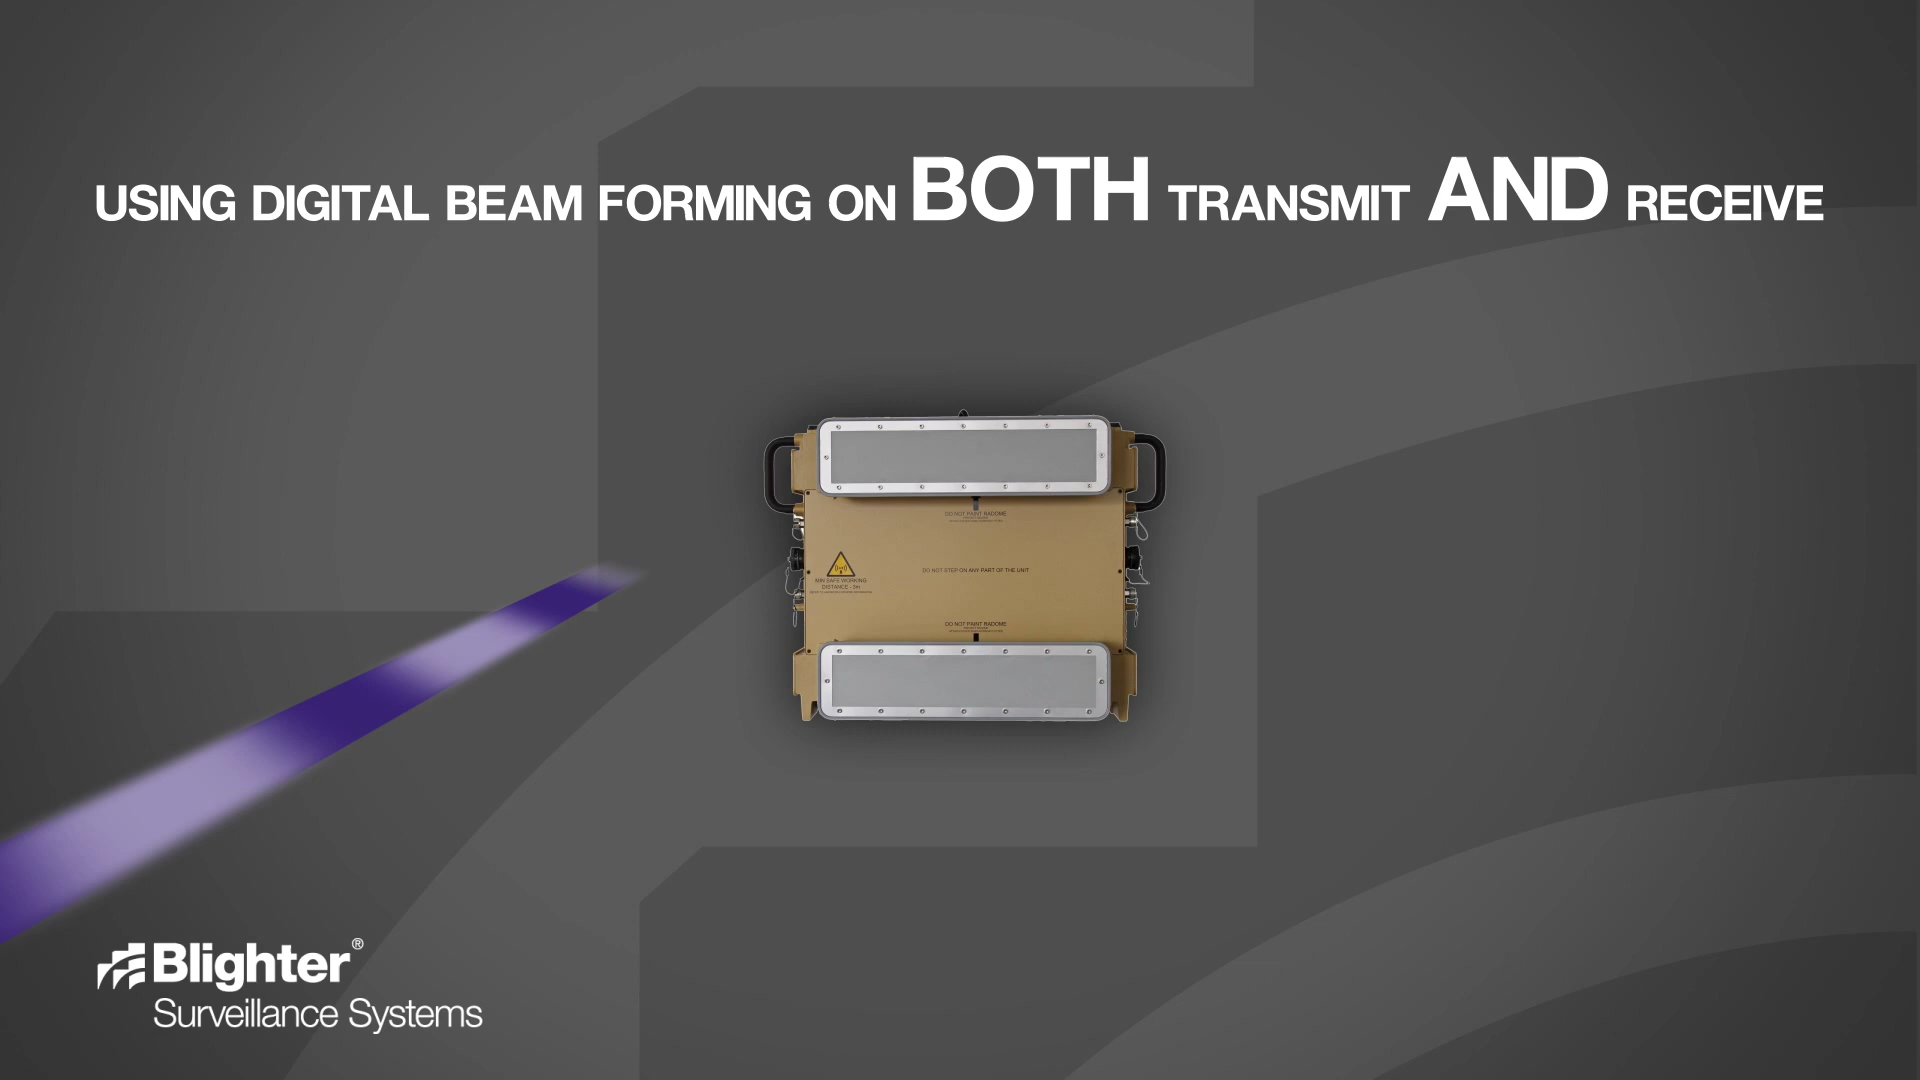 USING DIGITAL BEAM FORMING ON BOTH TRANSMIT AND RECEIVE
DO NOT PAINT RADOME
DO NOT STEP ON ANY PART OF THE UNIT
MIN SAFE WORKING
DISTANCE - 3m
DO NOT PAINT RADOME
Blighter®
Surveillance Systems